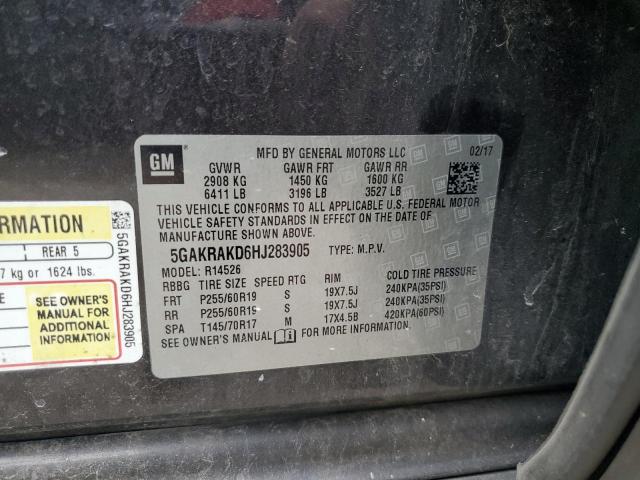 GM
MFD BY GENERAL MOTORS LLC 02/17
GVWR GAWR FRT GAWR RR
2908 KG 1450 KG 1600 KG
6411 LB 3196 LB 3527 LB
THIS VEHICLE CONFORMS TO ALL APPLICABLE U.S. FEDERAL MOTOR
VEHICLE SAFETY STANDARDS IN EFFECT ON THE DATE OF
MANUFACTURE SHOWN ABOVE.
5GAKRAKD6HJ283905 TYPE: M.P.V.
MODEL: R14526
RBBG TIRE SIZE SPEED RTG RIM COLD TIRE PRESSURE
FRT P255/60R19 S 19X7.5J 240KPA(35PSI)
RR P255/60R19 S 19X7.5J 240KPA(35PSI)
SPA T145/70R17 M 17X4.5B 420KPA(60PSI)
SEE OWNER'S MANUAL i FOR MORE INFORMATION.
ORMATION
REAR 5
7 kg or 1624 lbs.
SEE OWNER'S
MANUAL FOR
ADDITIONAL
INFORMATION
5GAKRAKD6HJ283905